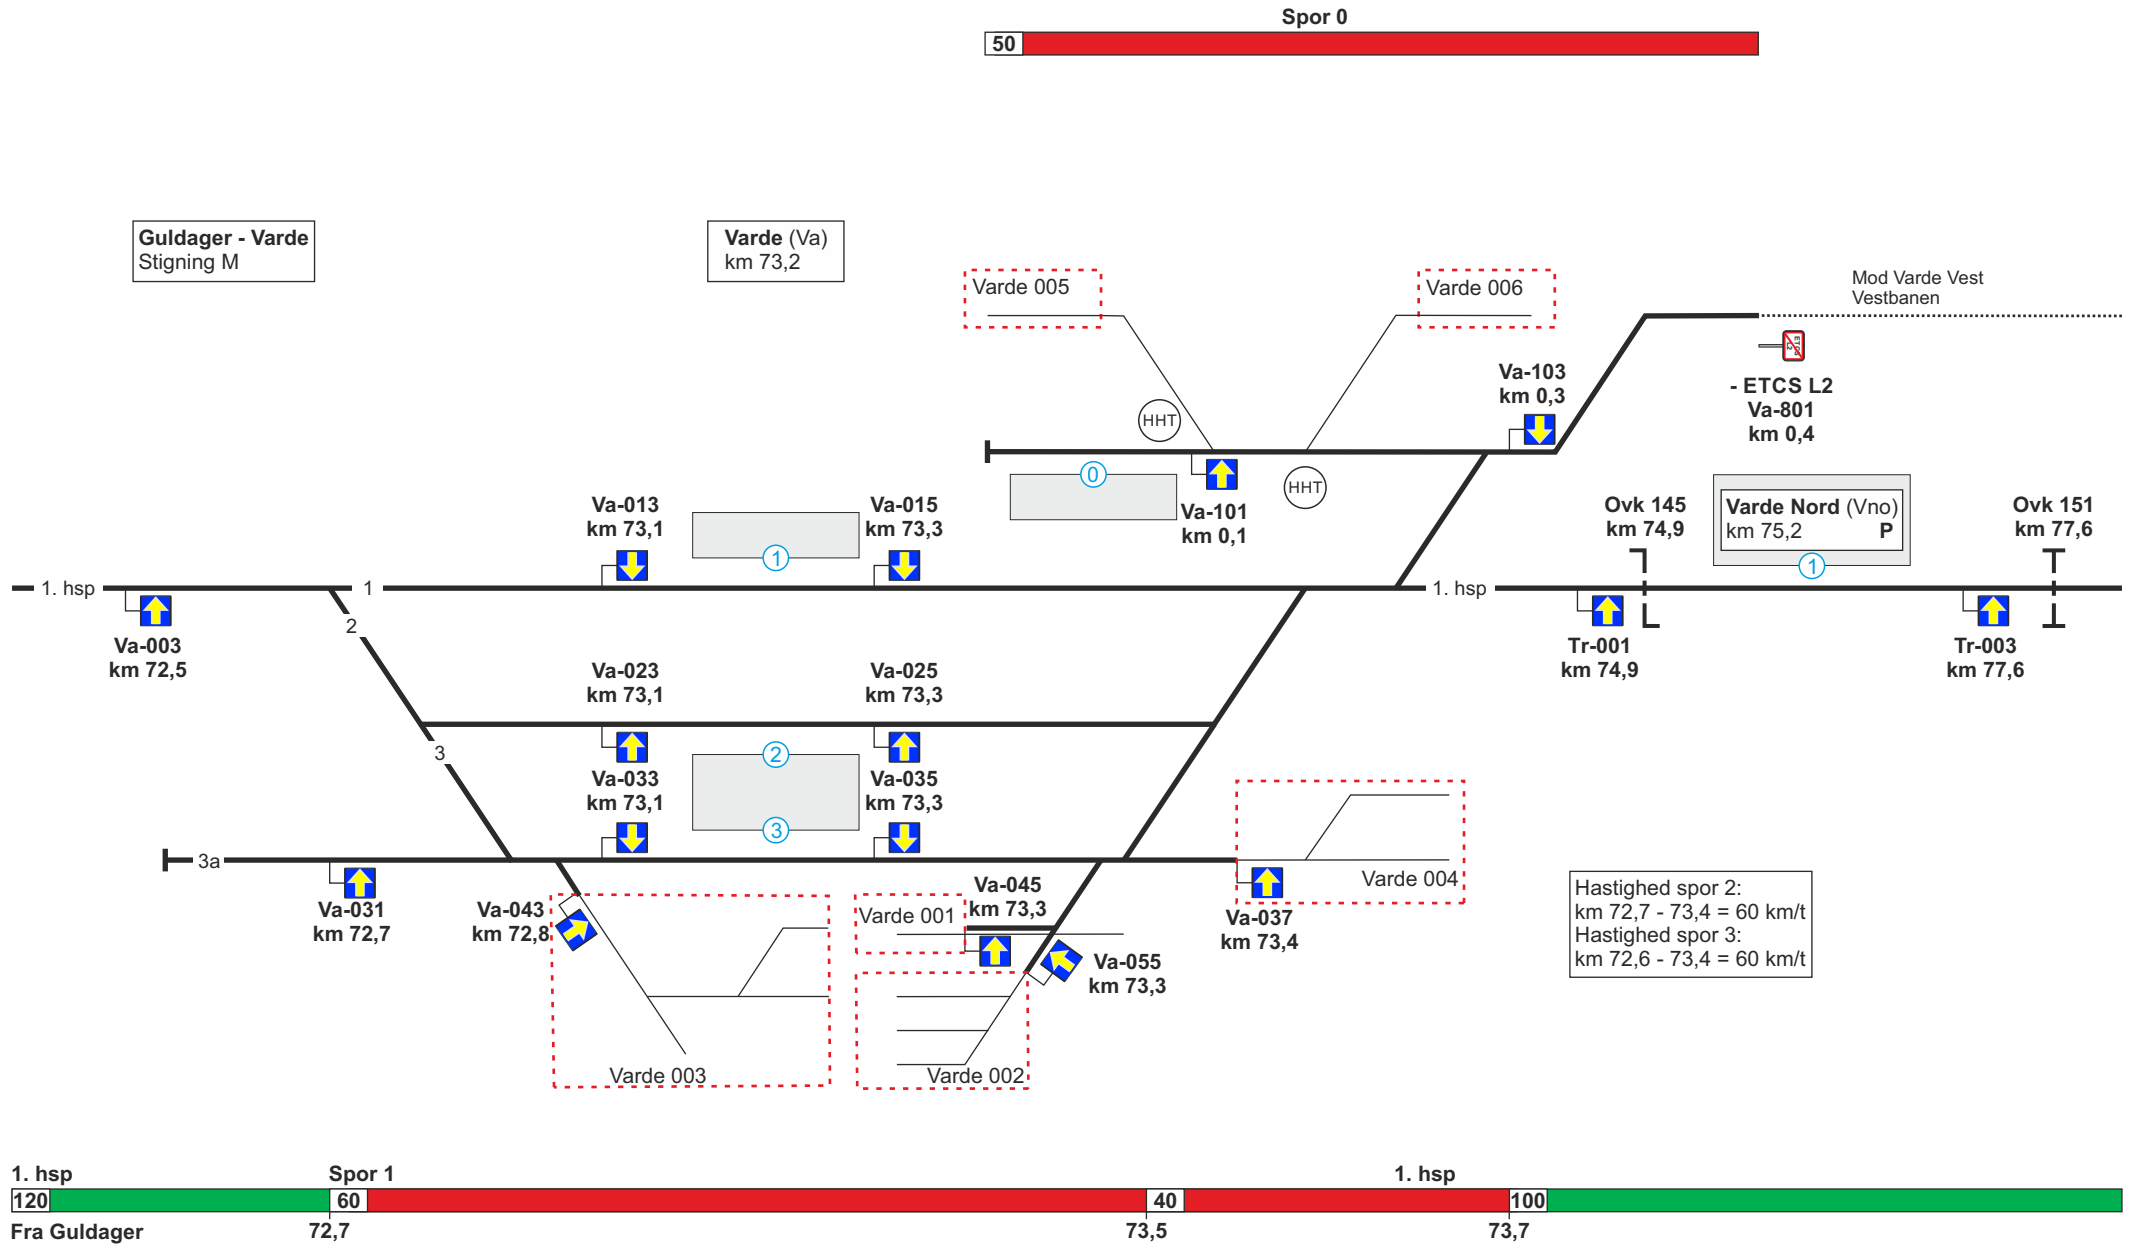 Spor 0
50
Guldager - Varde
Stigning M
Varde (Va)
km 73,2
Varde 005
Varde 006
Mod Varde Vest
Vestbanen
ETCS
L2
- ETCS L2
Va-801
km 0,4
Va-103
km 0,3
HHT
HHT
0
Va-101
km 0,1
Va-013
km 73,1
Va-015
km 73,3
1
Ovk 145
km 74,9
Varde Nord (Vno)
km 75,2 P
1
Ovk 151
km 77,6
1. hsp
1
1. hsp
2
Va-003
km 72,5
Tr-001
km 74,9
Tr-003
km 77,6
Va-023
km 73,1
Va-025
km 73,3
3
2
Va-033
km 73,1
Va-035
km 73,3
3
3a
Va-031
km 72,7
Va-043
km 72,8
Varde 001
Va-045
km 73,3
Varde 004
Va-037
km 73,4
Va-055
km 73,3
Hastighed spor 2:
km 72,7 - 73,4 = 60 km/t
Hastighed spor 3:
km 72,6 - 73,4 = 60 km/t
Varde 003
Varde 002
1. hsp
Spor 1
1. hsp
120
60
40
100
Fra Guldager
72,7
73,5
73,7